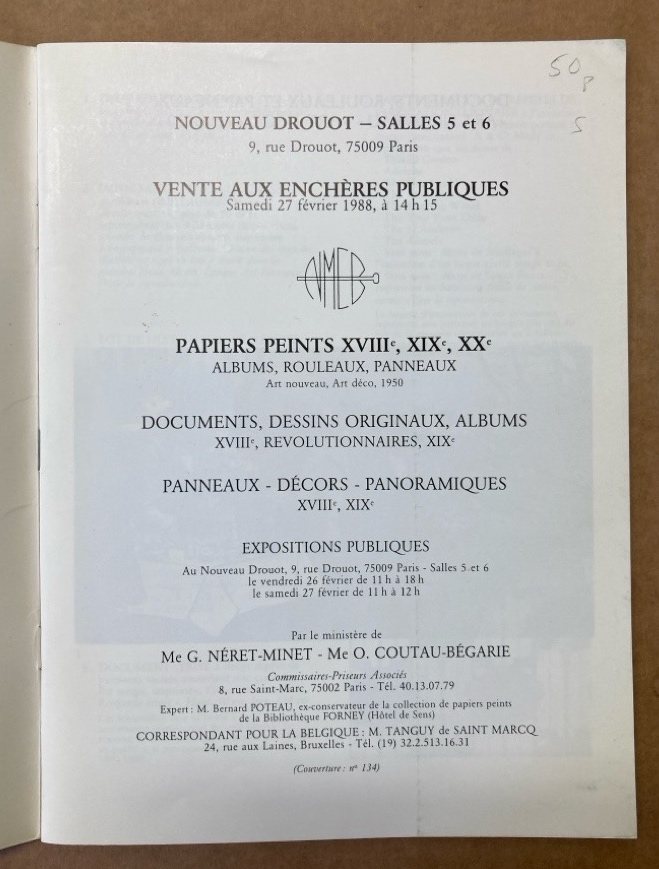 50
NOUVEAU DROUOT – SALLES 5 et 6
9, rue Drouot, 75009 Paris
VENTE AUX ENCHÈRES PUBLIQUES
Samedi 27 février 1988, à 14 h 15
NMCB
PAPIERS PEINTS XVIIIe, XIXe, XXe
ALBUMS, ROULEAUX, PANNEAUX
Art nouveau, Art déco, 1950
DOCUMENTS, DESSINS ORIGINAUX, ALBUMS
XVIIIe, REVOLUTIONNAIRES, XIXe
PANNEAUX - DÉCORS - PANORAMIQUES
XVIIIe, XIXe
EXPOSITIONS PUBLIQUES
Au Nouveau Drouot, 9, rue Drouot, 75009 Paris - Salles 5 et 6
le vendredi 26 février de 11 h à 18 h
le samedi 27 février de 11 h à 12 h
Par le ministère de
Me G. NÉRET-MINET - Me O. COUTAU-BÉGARIE
Commissaires-Priseurs Associés
8, rue Saint-Marc, 75002 Paris - Tél. 40.13.07.79
Expert : M. Bernard POTEAU, ex-conservateur de la collection de papiers peints
de la Bibliothèque FORNEY (Hôtel de Sens)
CORRESPONDANT POUR LA BELGIQUE : M. TANGUY de SAINT MARCQ
24, rue aux Laines, Bruxelles - Tél. (19) 32.2.513.16.31
(Couverture : nº 134)